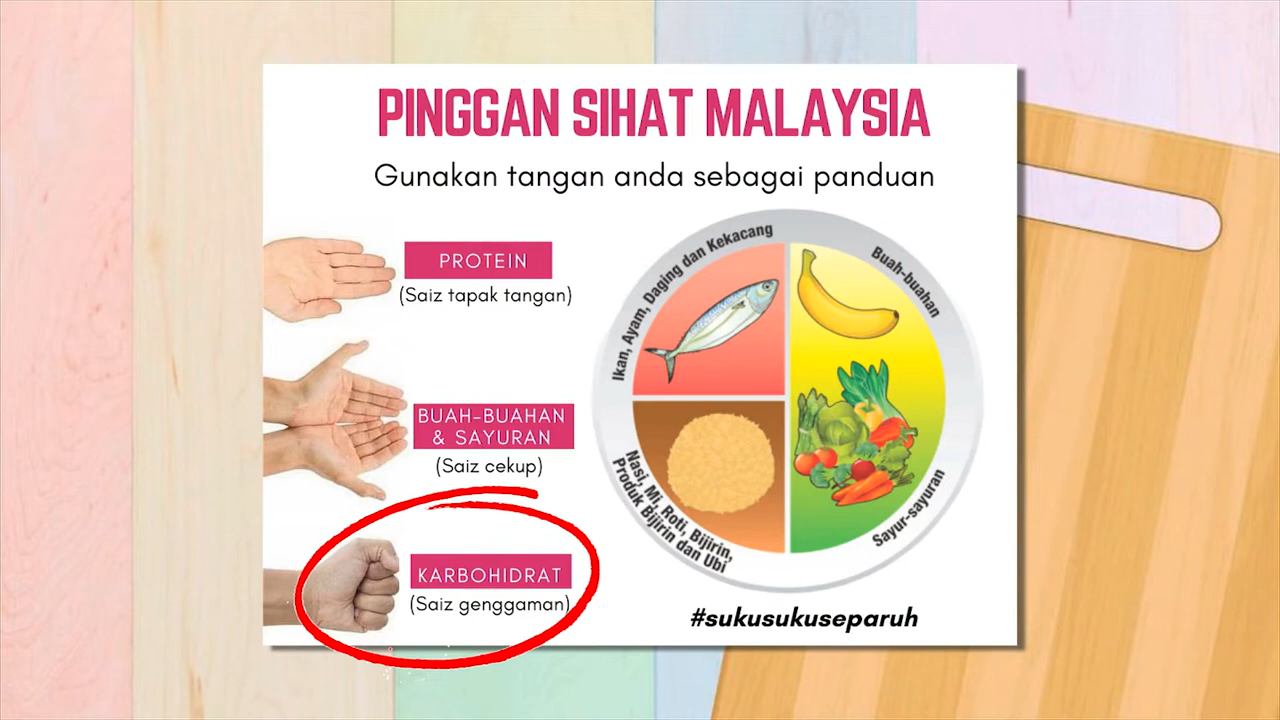 PINGGAN SIHAT MALAYSIA
Gunakan tangan anda sebagai panduan
PROTEIN
(Saiz tapak tangan)
BUAH-BUAHAN
& SAYURAN
(Saiz cekup)
KARBOHIDRAT
(Saiz genggaman)
Ikan, Ayam, Daging dan Kekacang
Buah-buahan
Nasi, Mi, Roti, Bijirin,
Produk Bijirin dan Ubi
Sayur-sayuran
#sukusukuseparuh